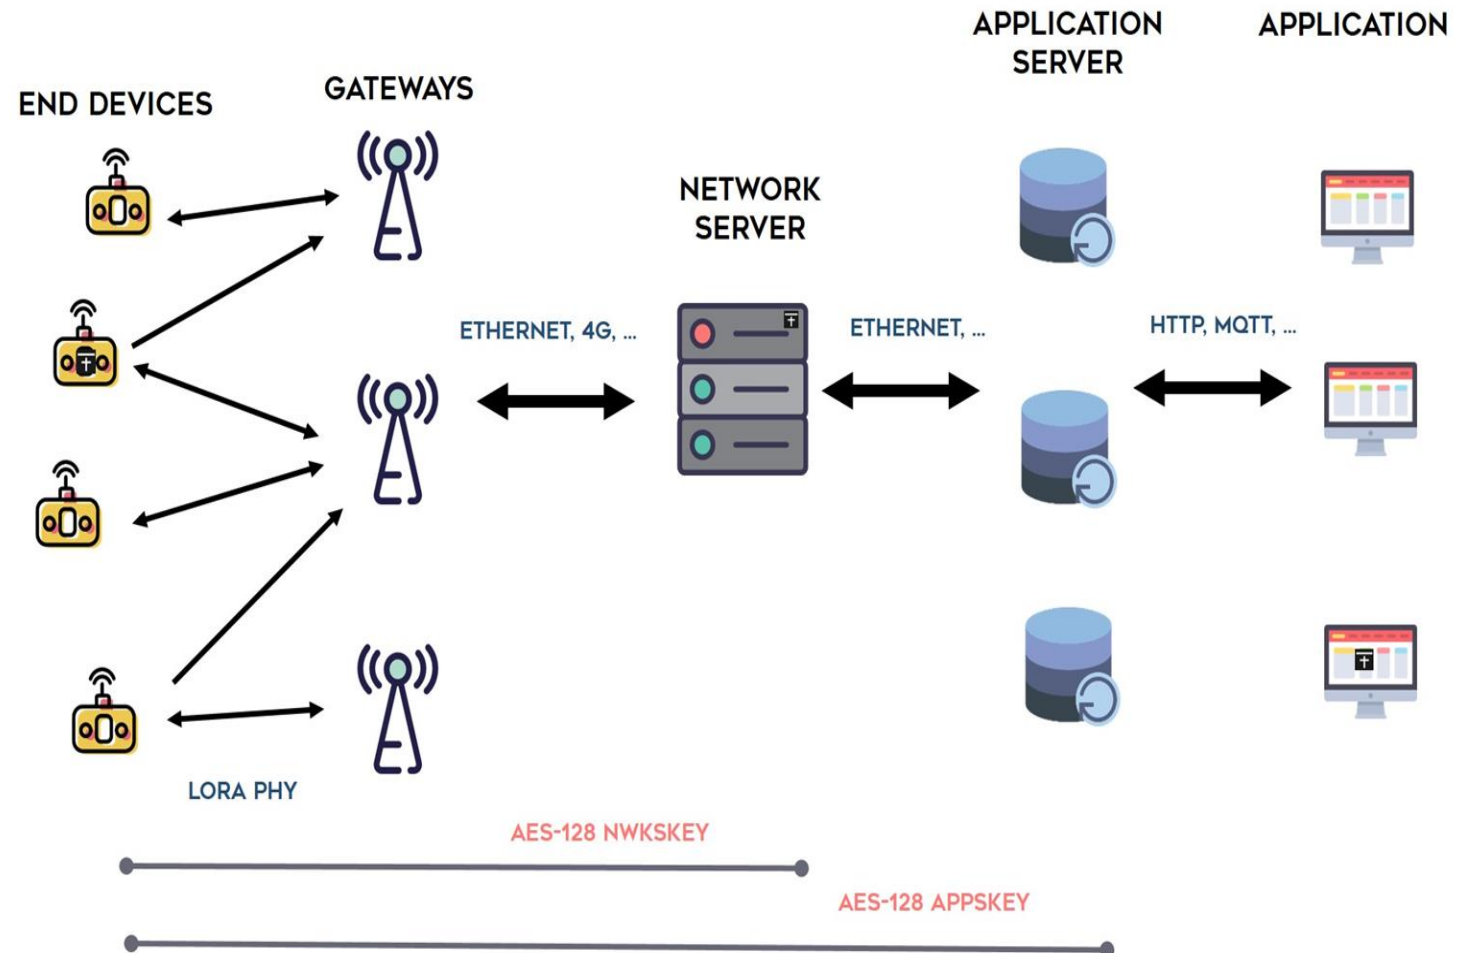 APPLICATION
SERVER
APPLICATION
END DEVICES
GATEWAYS
NETWORK
SERVER
ETHERNET, 4G, ...
ETHERNET, ...
HTTP, MQTT, ...
LORA PHY
AES-128 NWKSKEY
AES-128 APPSKEY